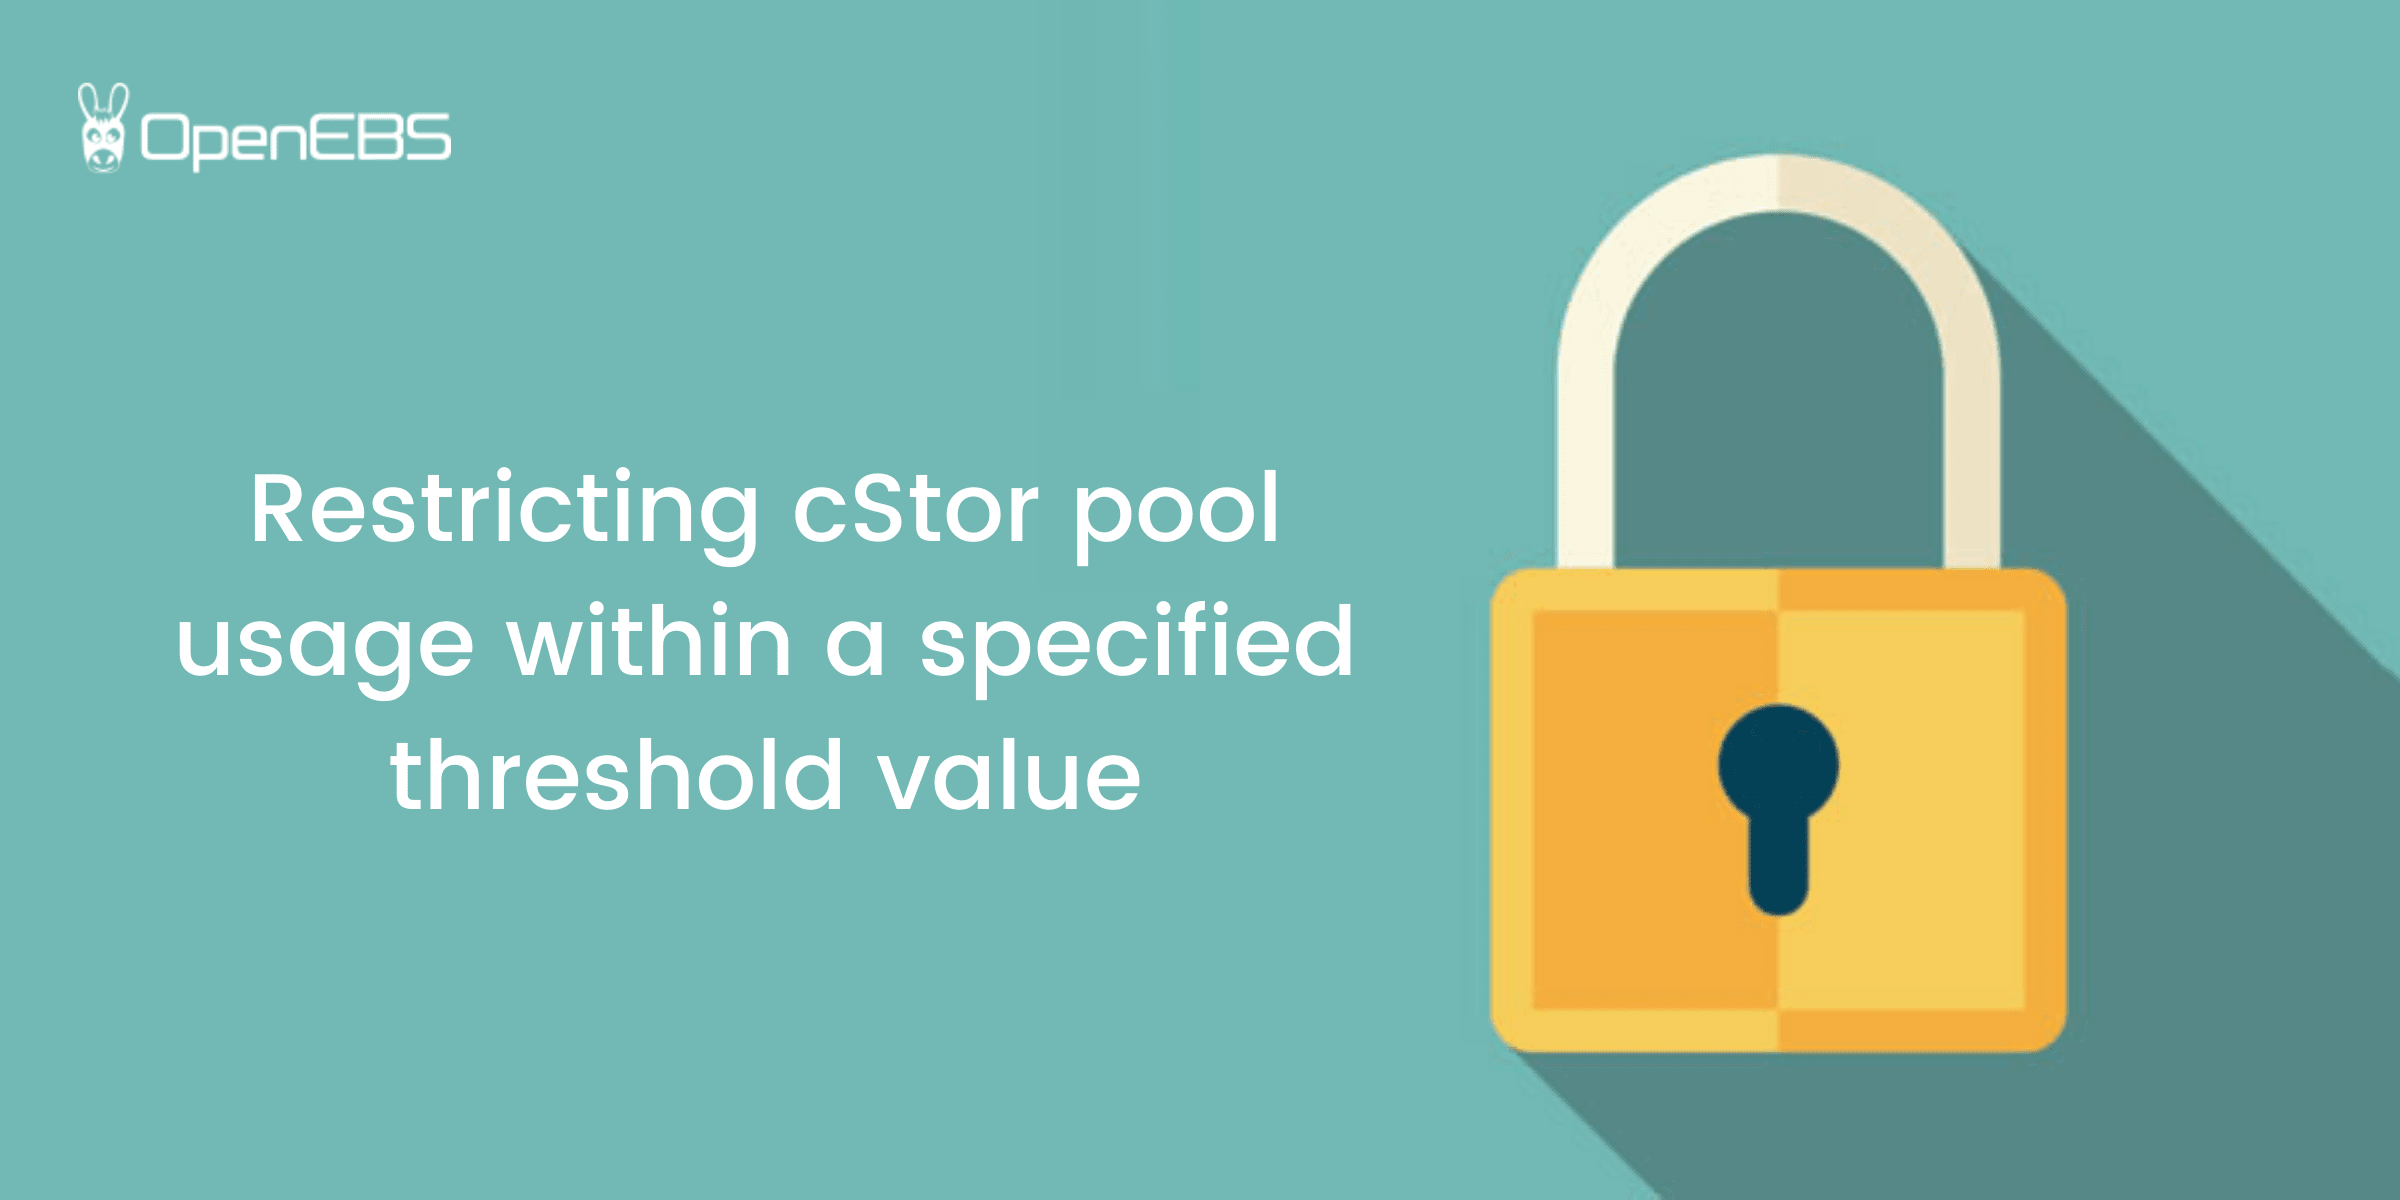 OpenEBS
Restricting cStor pool
usage within a specified
threshold value